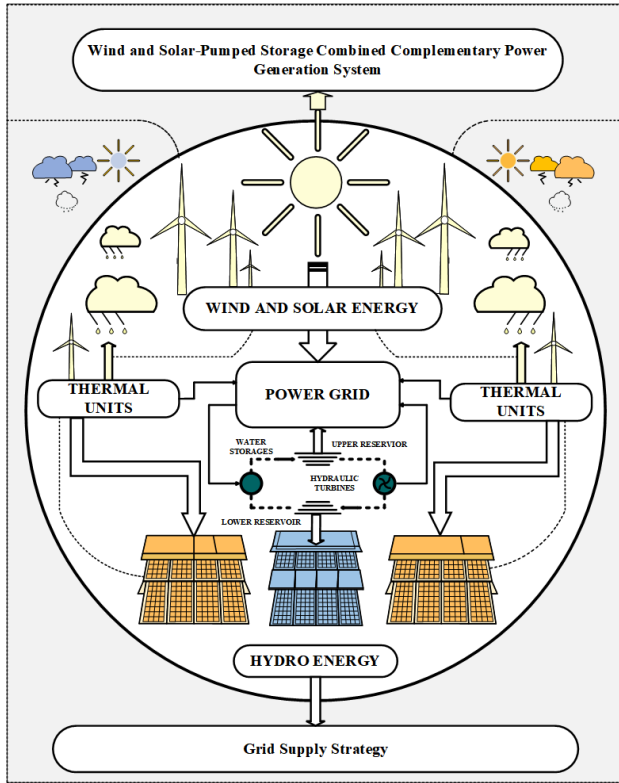 Wind and Solar-Pumped Storage Combined Complementary Power
Generation System
WIND AND SOLAR ENERGY
THERMAL
UNITS
POWER GRID
THERMAL
UNITS
WATER
STORAGES
UPPER RESERVIOR
HYDRAULIC
TURBINES
LOWER RESERVOIR
HYDRO ENERGY
Grid Supply Strategy